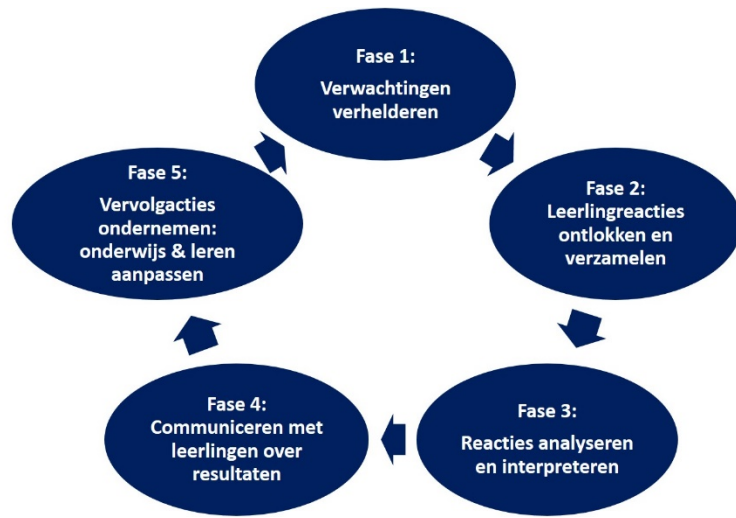 Fase 1:
Verwachtingen
verhelderen
Fase 2:
Leerlingreacties
ontlokken en
verzamelen
Fase 3:
Reacties analyseren
en interpreteren
Fase 4:
Communiceren met
leerlingen over
resultaten
Fase 5:
Vervolgacties
ondernemen:
onderwijs & leren
aanpassen